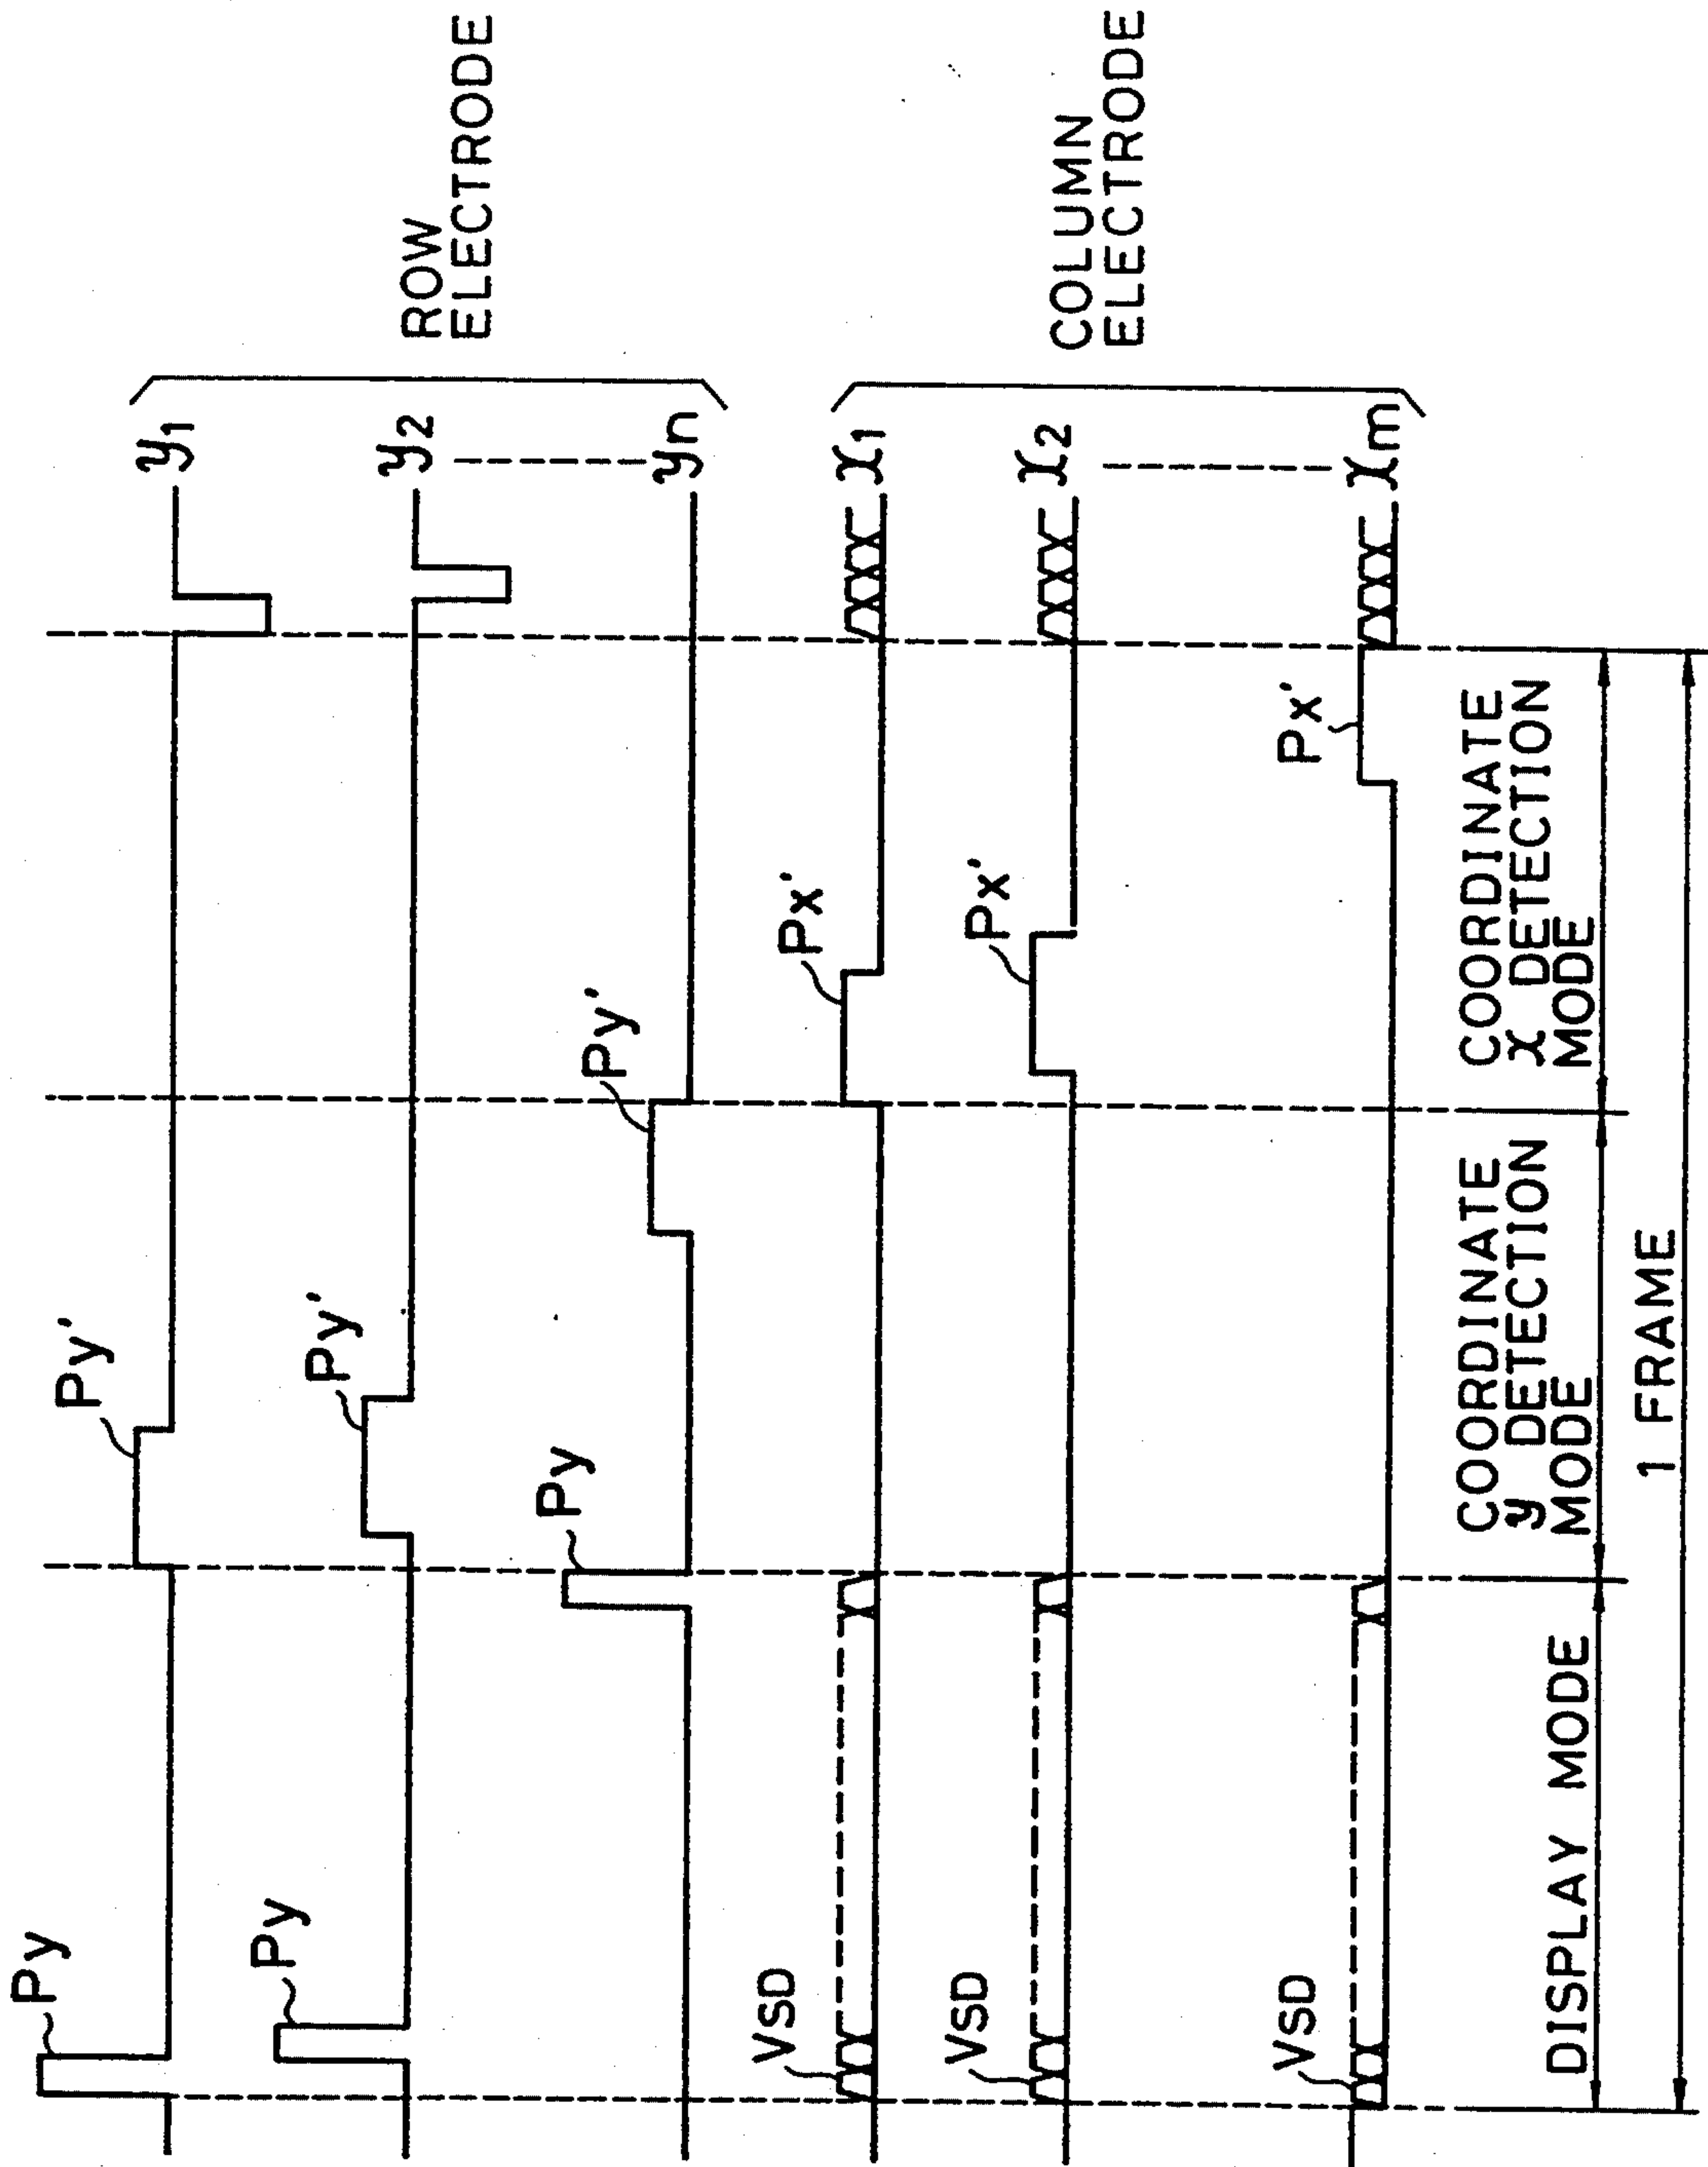 Py
Py'
y1
Py
Py'
y2
Py
Py'
yn
ROW
ELECTRODE
VSD
Px'
x1
VSD
Px'
x2
VSD
Px'
xm
COLUMN
ELECTRODE
DISPLAY MODE
COORDINATE
y DETECTION
MODE
COORDINATE
x DETECTION
MODE
1 FRAME